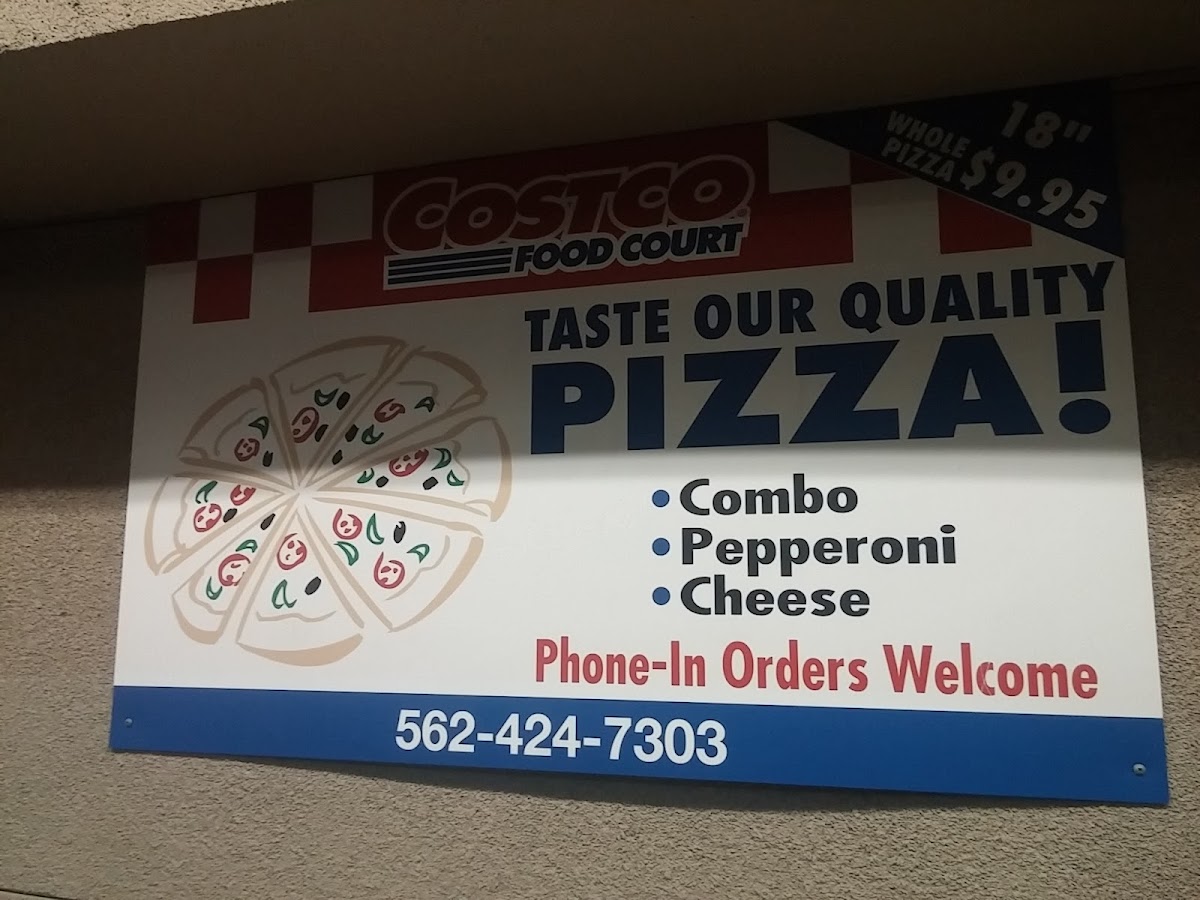 COSTCO
FOOD COURT
18"
WHOLE
PIZZA $9.95
TASTE OUR QUALITY
PIZZA!
• Combo
• Pepperoni
• Cheese
Phone-In Orders Welcome
562-424-7303